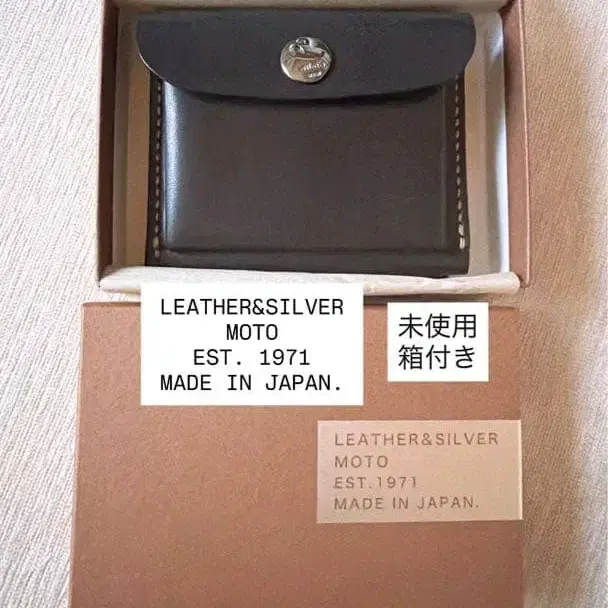 LEATHER&SILVER
MOTO
EST. 1971
MADE IN JAPAN.
未使用
箱付き
LEATHER&SILVER
MOTO
EST.1971
MADE IN JAPAN.